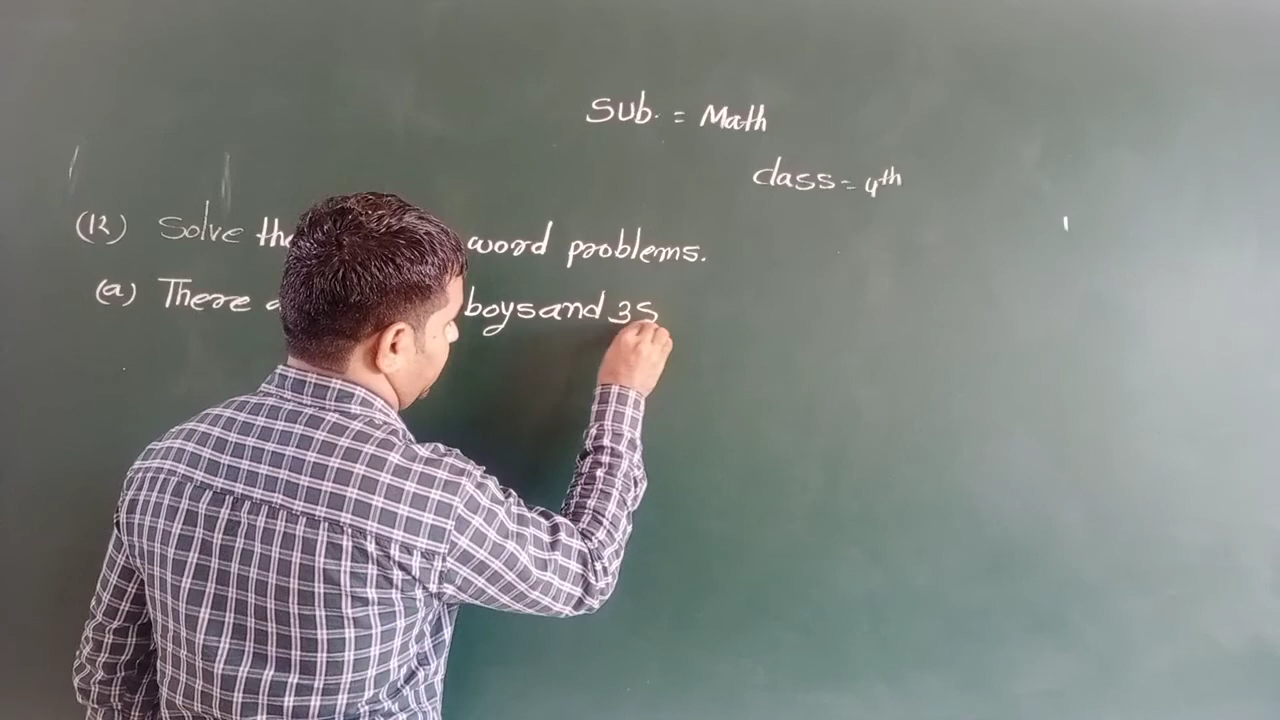 Sub. = Math
class = 4th
(12) Solve the word problems.
(a) There boys and 35